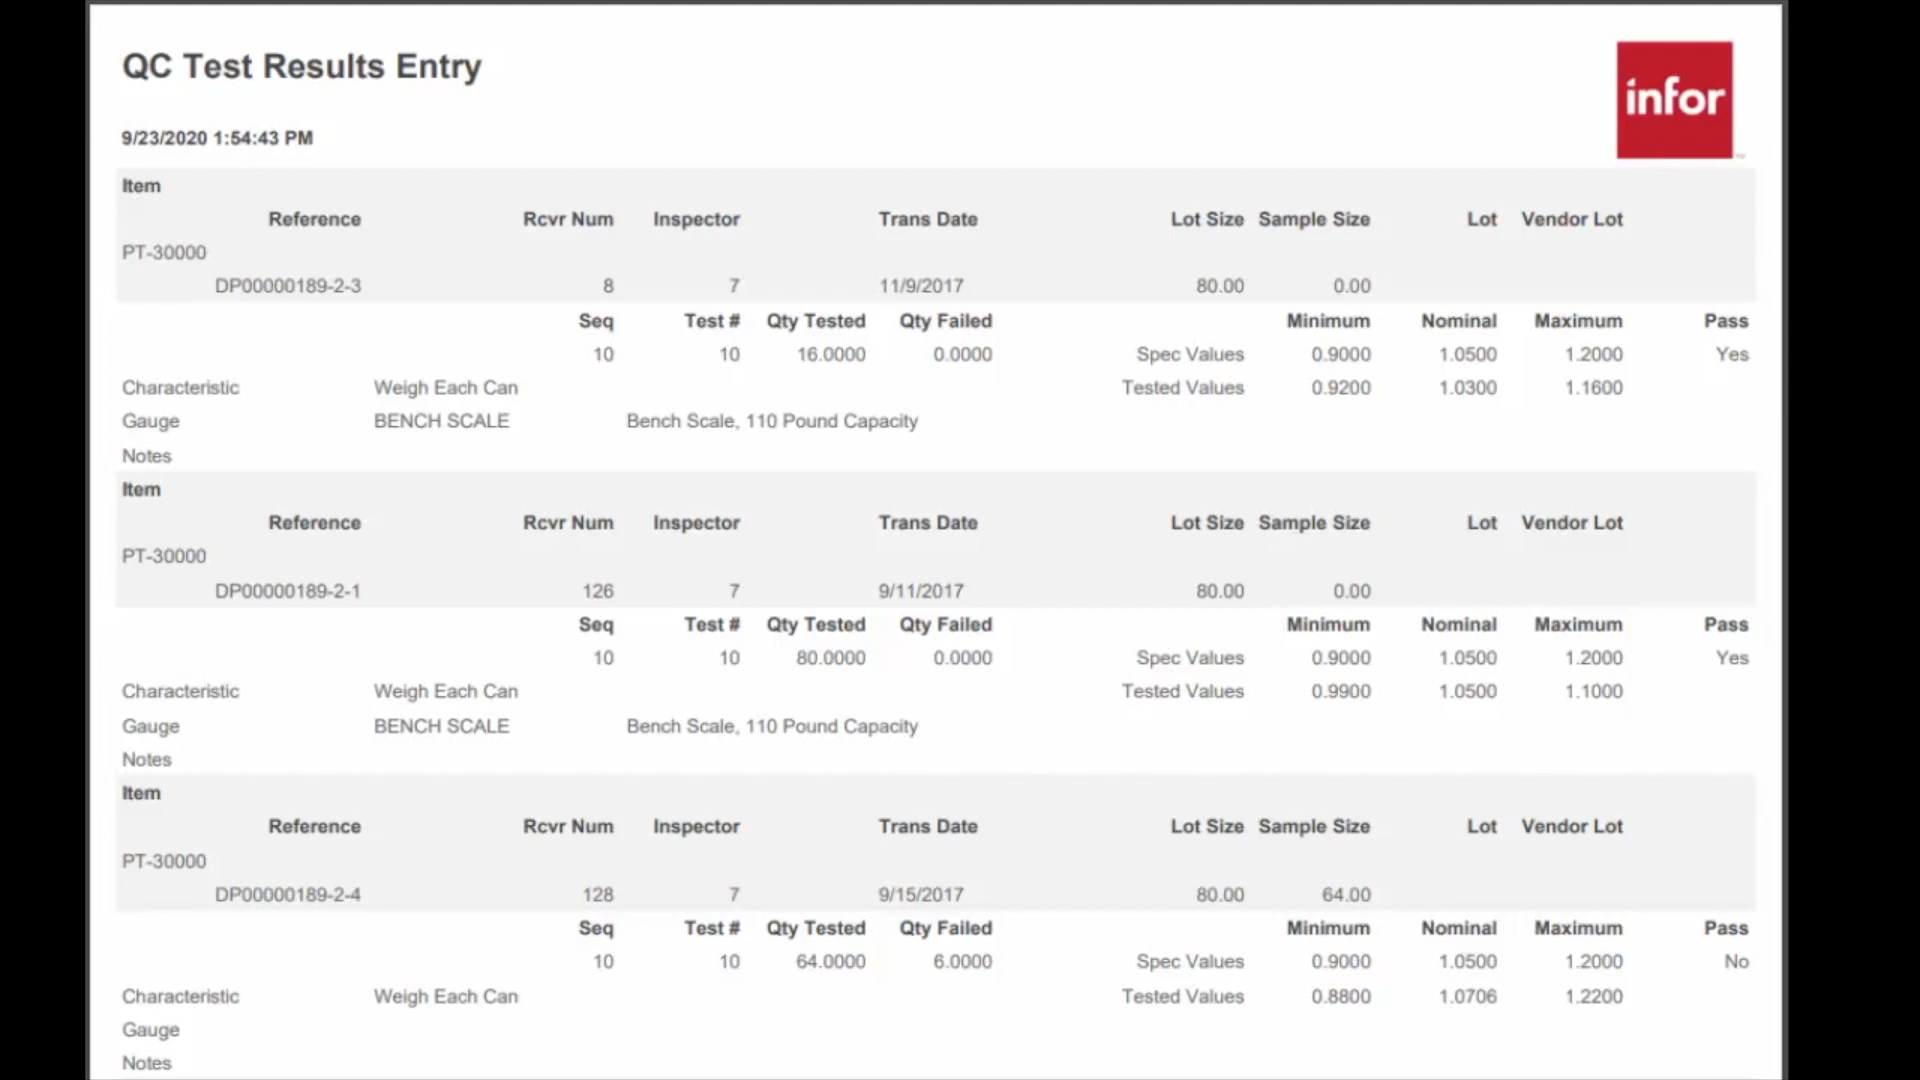 QC Test Results Entry
infor
9/23/2020 1:54:43 PM
Item
Reference Rcvr Num Inspector Trans Date Lot Size Sample Size Lot Vendor Lot
PT-30000
DP00000189-2-3 8 7 11/9/2017 80.00 0.00
Seq Test # Qty Tested Qty Failed Minimum Nominal Maximum Pass
10 10 16.0000 0.0000 Spec Values 0.9000 1.0500 1.2000 Yes
Characteristic Weigh Each Can Tested Values 0.9200 1.0300 1.1600
Gauge BENCH SCALE Bench Scale, 110 Pound Capacity
Notes
Item
Reference Rcvr Num Inspector Trans Date Lot Size Sample Size Lot Vendor Lot
PT-30000
DP00000189-2-1 126 7 9/11/2017 80.00 0.00
Seq Test # Qty Tested Qty Failed Minimum Nominal Maximum Pass
10 10 80.0000 0.0000 Spec Values 0.9000 1.0500 1.2000 Yes
Characteristic Weigh Each Can Tested Values 0.9900 1.0500 1.1000
Gauge BENCH SCALE Bench Scale, 110 Pound Capacity
Notes
Item
Reference Rcvr Num Inspector Trans Date Lot Size Sample Size Lot Vendor Lot
PT-30000
DP00000189-2-4 128 7 9/15/2017 80.00 64.00
Seq Test # Qty Tested Qty Failed Minimum Nominal Maximum Pass
10 10 64.0000 6.0000 Spec Values 0.9000 1.0500 1.2000 No
Characteristic Weigh Each Can Tested Values 0.8800 1.0706 1.2200
Gauge
Notes